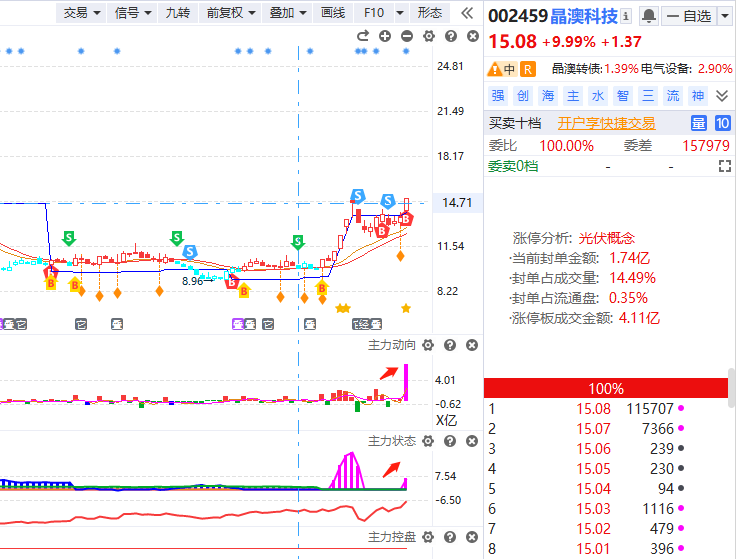 交易 信号 九转 前复权 叠加 画线 F10 形态
002459晶澳科技
15.08 +9.99% +1.37
自选
中 R 晶澳转债:1.39% 电气设备: 2.90%
强 创 海 主 水 智 三 流 神
买卖十档 开户享快捷交易 量 10
委比 100.00% 委差 157979
委卖0档 - -
24.81
21.49
18.17
14.71
11.54
8.22
S S S S S S
B B B B B B B
8.96→
涨停分析: 光伏概念
·当前封单金额: 1.74亿
·封单占成交量: 14.49%
·封单占流通盘: 0.35%
·涨停板成交金额: 4.11亿
主力动向
4.01
-0.62
X亿
主力状态
7.54
-6.50
主力控盘
100%
1 15.08 115707
2 15.07 7366
3 15.06 239
4 15.05 230
5 15.04 94
6 15.03 1116
7 15.02 479
8 15.01 396